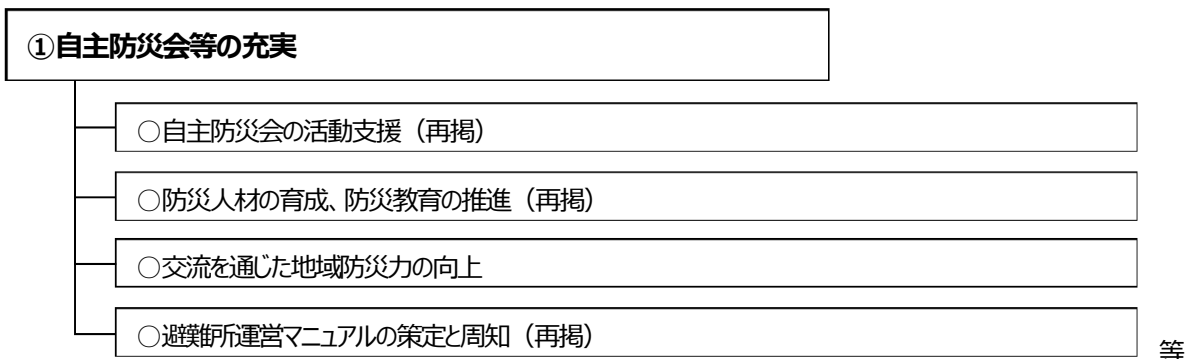 ①自主防災会等の充実
○自主防災会の活動支援（再掲）
○防災人材の育成、防災教育の推進（再掲）
○交流を通じた地域防災力の向上
○避難所運営マニュアルの策定と周知（再掲）
等